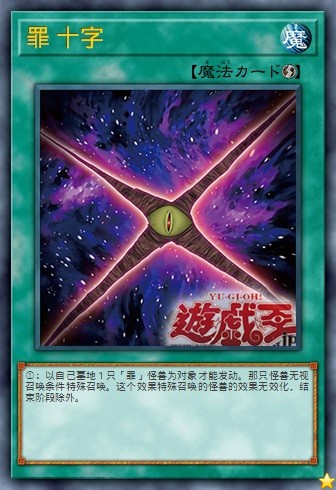 罪 十字
魔
【魔法カード】
YU-GI-OH!
遊戯王
①：以自己墓地1只「罪」怪兽为对象才能发动。那只怪兽无视
召唤条件特殊召唤。这个效果特殊召唤的怪兽的效果无效化，结
束阶段除外。